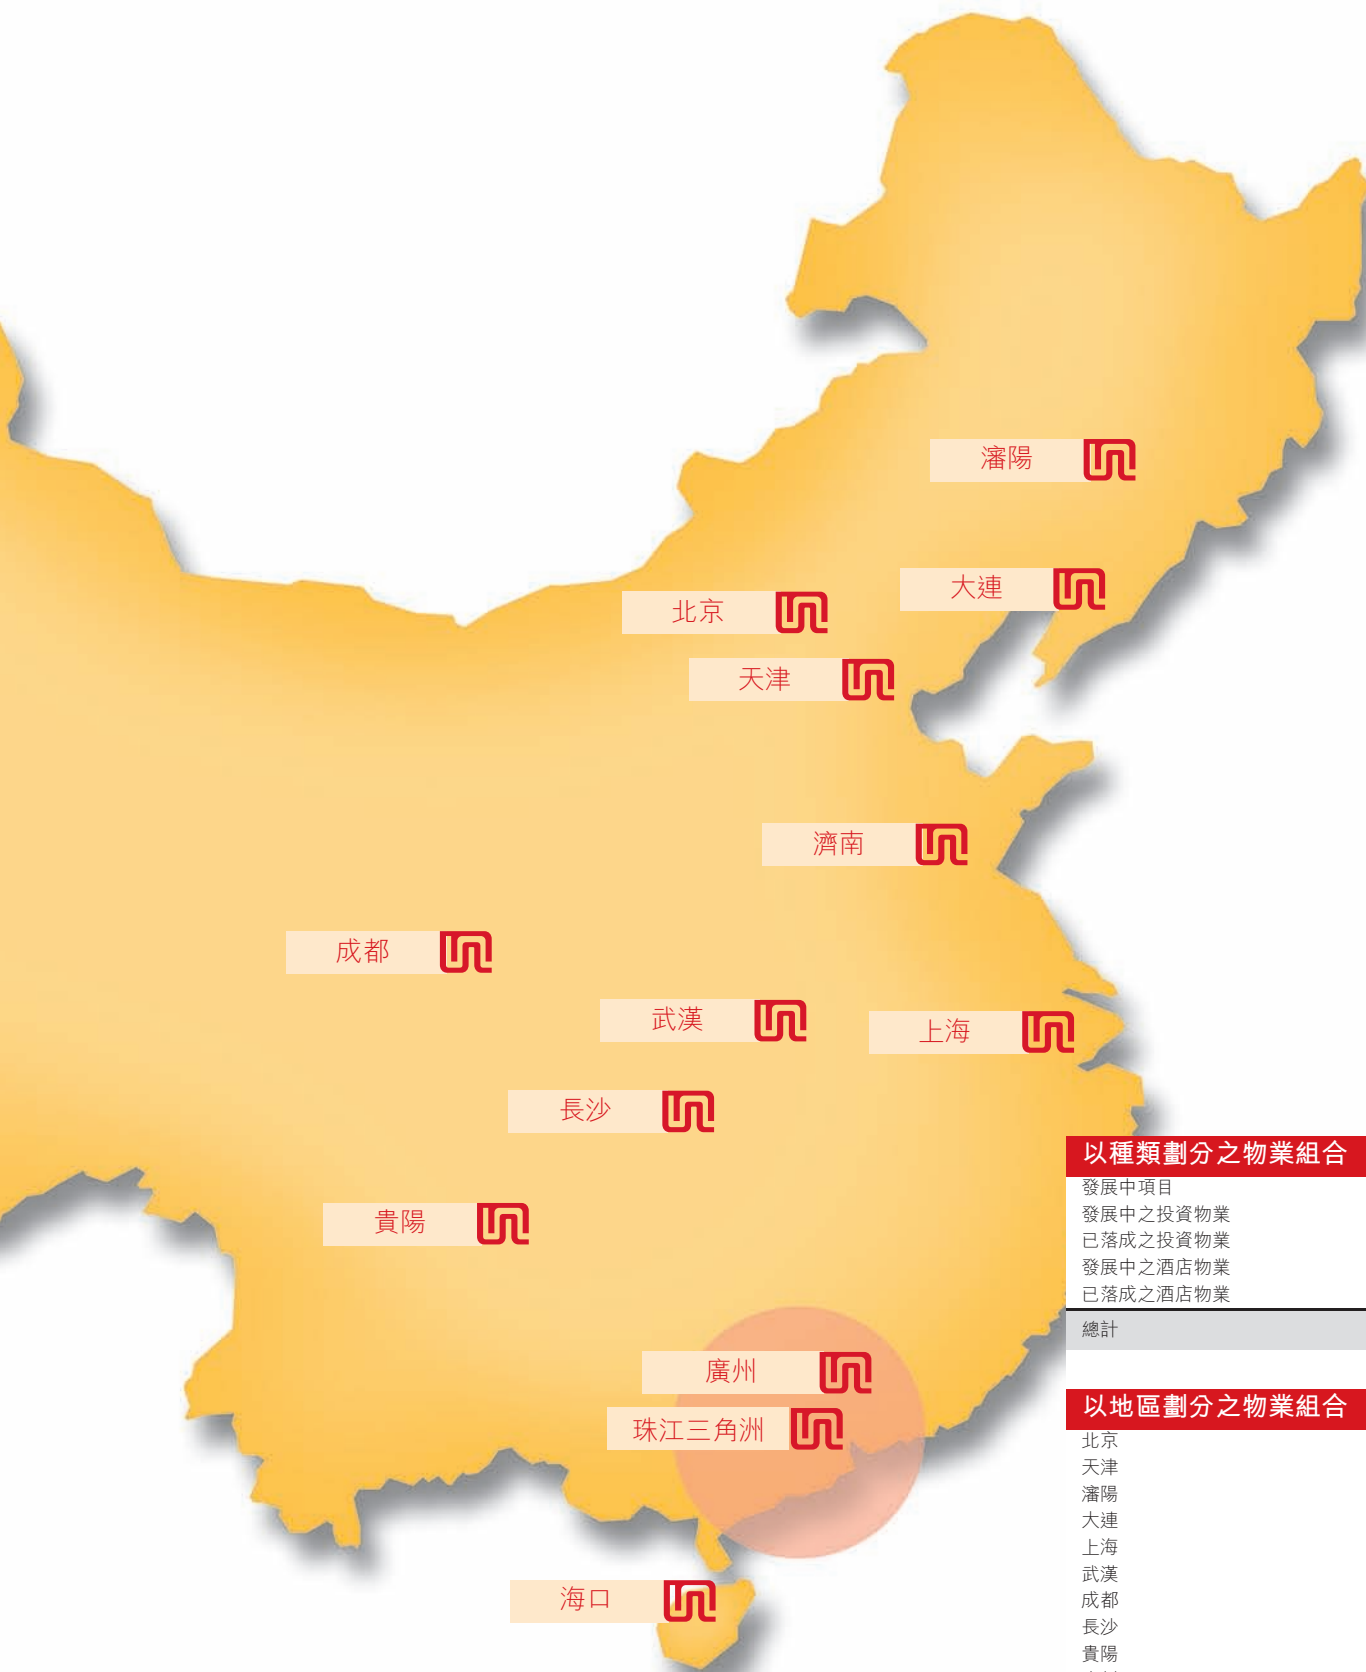 瀋陽
大連
北京
天津
濟南
成都
武漢
上海
長沙
貴陽
廣州
珠江三角洲
海口
以種類劃分之物業組合
發展中項目
發展中之投資物業
已落成之投資物業
發展中之酒店物業
已落成之酒店物業
總計
以地區劃分之物業組合
北京
天津
瀋陽
大連
上海
武漢
成都
長沙
貴陽